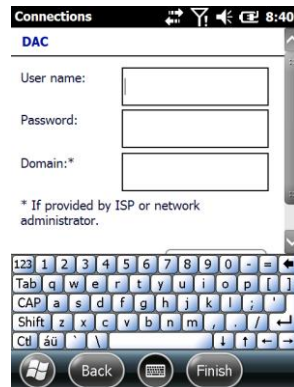 Connections 8:40
DAC
User name:
Password:
Domain:*
* If provided by ISP or network
administrator.
123 1 2 3 4 5 6 7 8 9 0 - =
Tab q w e r t y u i o p [ ]
CAP a s d f g h j k l ; '
Shift z x c v b n m , . /
Ctl áü ` \
Back Finish